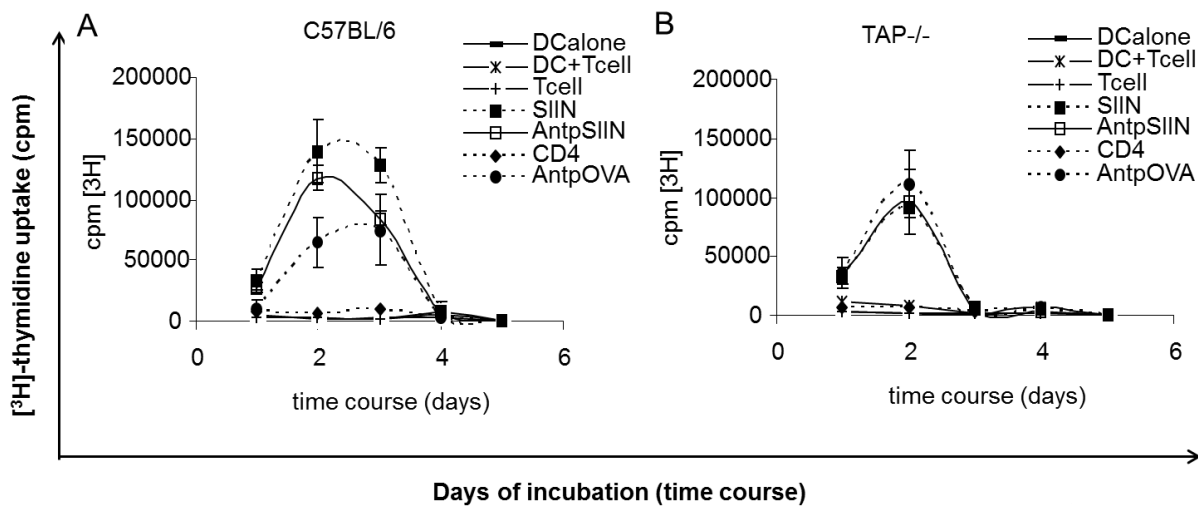 A
C57BL/6
DCalone
DC+Tcell
Tcell
SIIN
AntpSIIN
CD4
AntpOVA
200000
150000
100000
50000
0
cpm [3H]
0 2 4 6
time course (days)
B
TAP-/-
DCalone
DC+Tcell
Tcell
SIIN
AntpSIIN
CD4
AntpOVA
200000
150000
100000
50000
0
cpm [3H]
0 2 4 6
time course (days)
[³H]-thymidine uptake (cpm)
Days of incubation (time course)